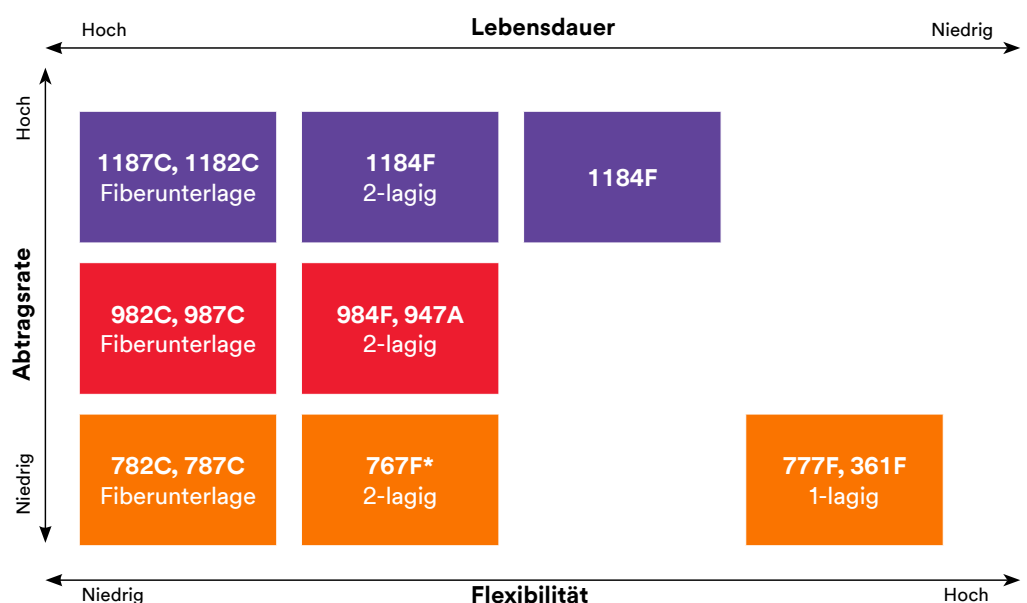 Hoch
Lebensdauer
Niedrig
Hoch
Abtragsrate
Niedrig
1187C, 1182C
Fiberunterlage
1184F
2-lagig
1184F
982C, 987C
Fiberunterlage
984F, 947A
2-lagig
782C, 787C
Fiberunterlage
767F*
2-lagig
777F, 361F
1-lagig
Niedrig
Flexibilität
Hoch